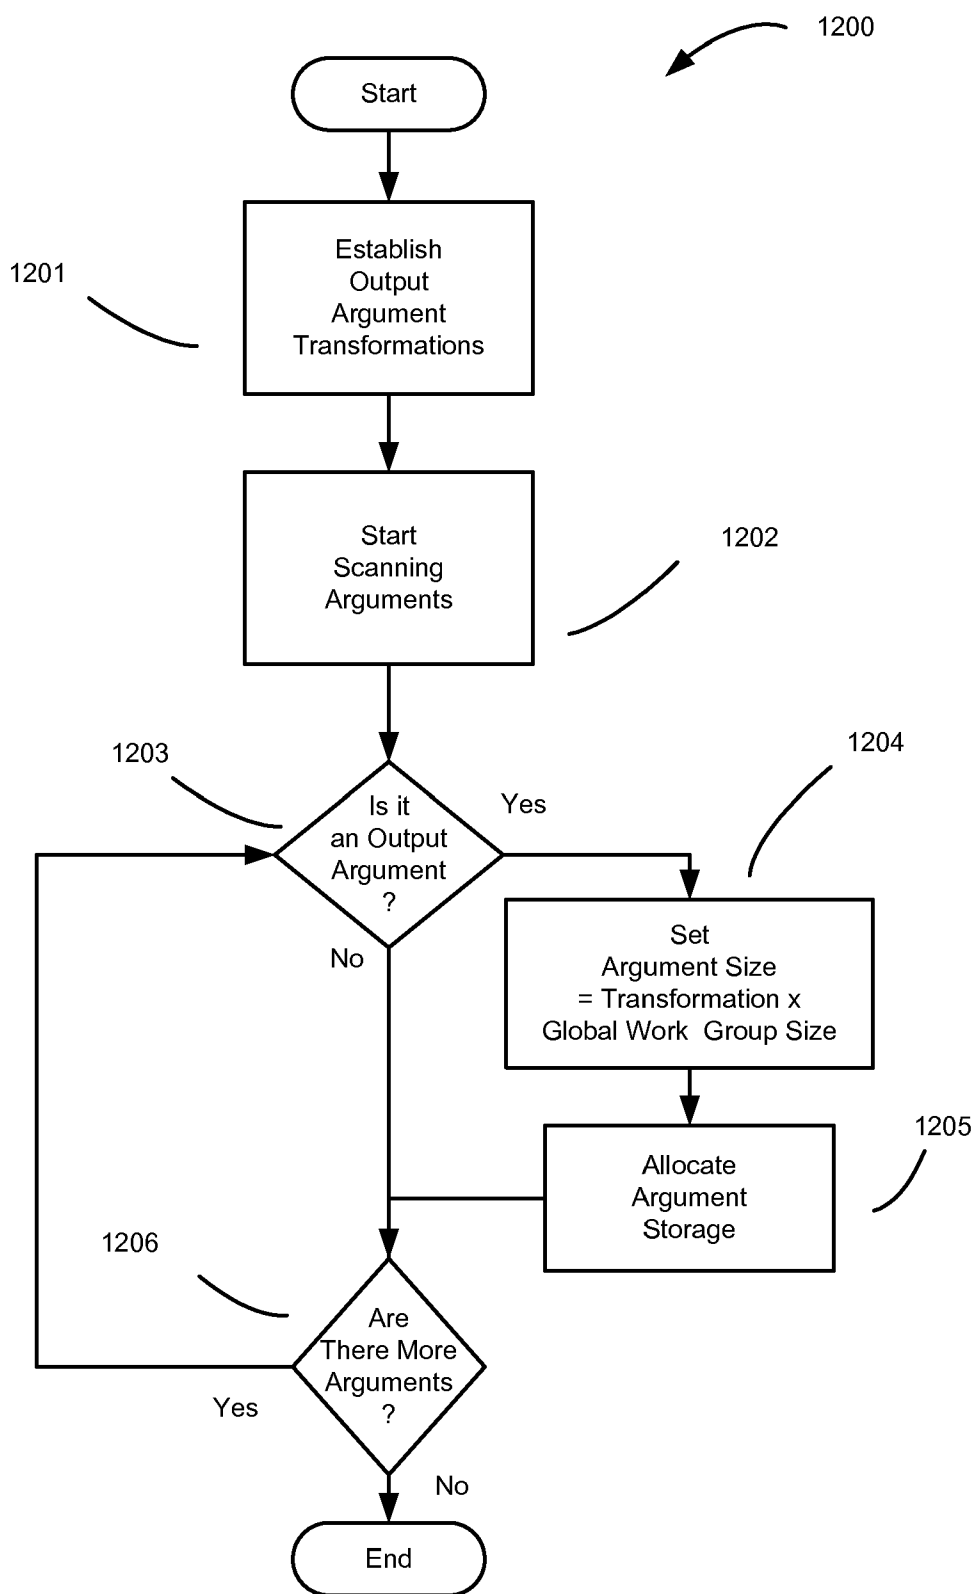 1200
Start
1201
Establish
Output
Argument
Transformations
1202
Start
Scanning
Arguments
1203
Is it
an Output
Argument
?
Yes
No
1204
Set
Argument Size
= Transformation x
Global Work Group Size
1205
Allocate
Argument
Storage
1206
Are
There More
Arguments
?
Yes
No
End